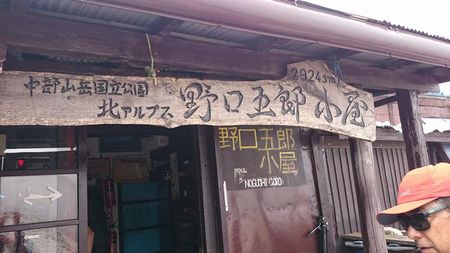 中部山岳国立公園
北アルプス
野口五郎小屋
2924.3m
野口五郎
小屋
NOGUCHI GORO